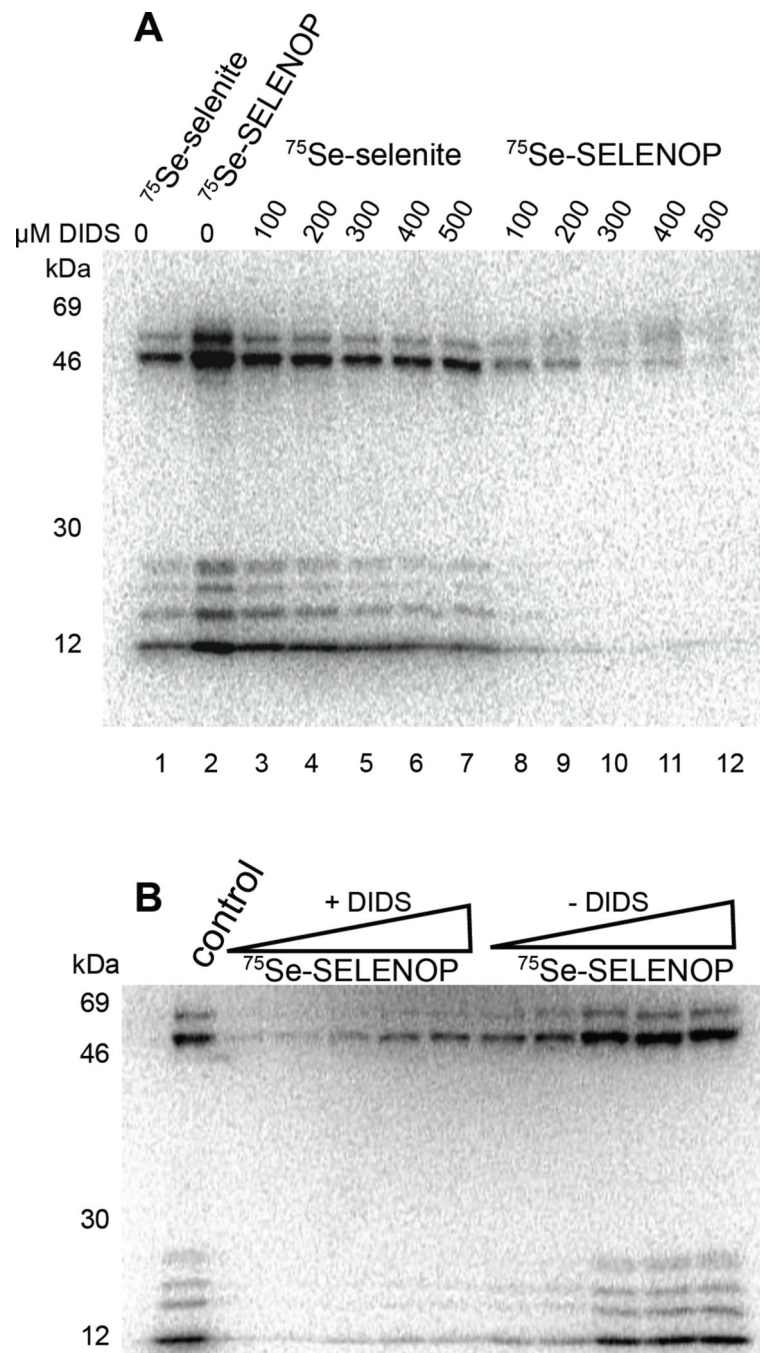 A
⁷⁵Se-selenite
⁷⁵Se-SELENOP
⁷⁵Se-selenite ⁷⁵Se-SELENOP
µM DIDS 0 0 100 200 300 400 500 100 200 300 400 500
kDa
69
46
30
12
1 2 3 4 5 6 7 8 9 10 11 12
B
control
+ DIDS - DIDS
kDa ⁷⁵Se-SELENOP ⁷⁵Se-SELENOP
69
46
30
12